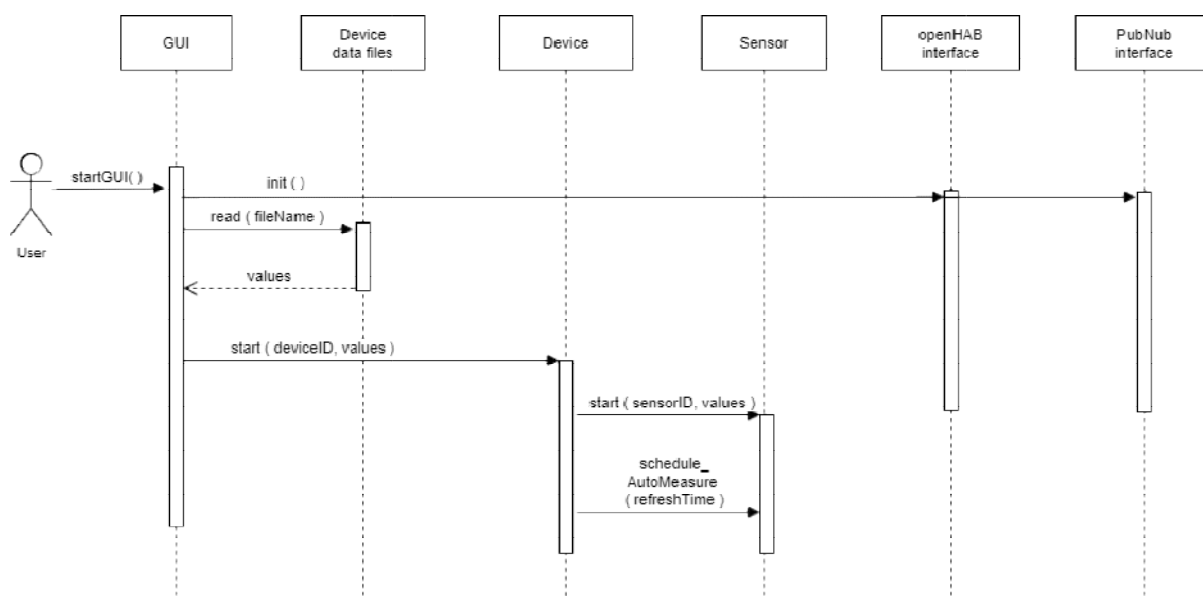 GUI
Device
data files
Device
Sensor
openHAB
interface
PubNub
interface
startGUI( )
User
init ( )
read ( fileName )
values
start ( deviceID, values )
start ( sensorID, values )
schedule_
AutoMeasure
( refreshTime )